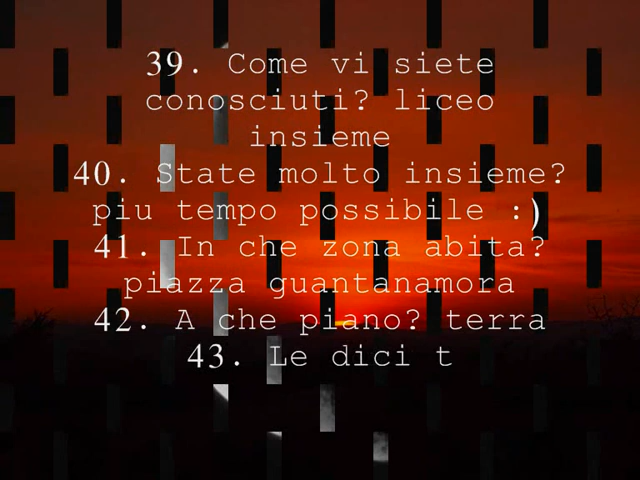 39. Come vi siete
conosciuti? liceo
insieme
40. State molto insieme?
piu tempo possibile :)
41. In che zona abita?
piazza guantanamora
42. A che piano? terra
43. Le dici t